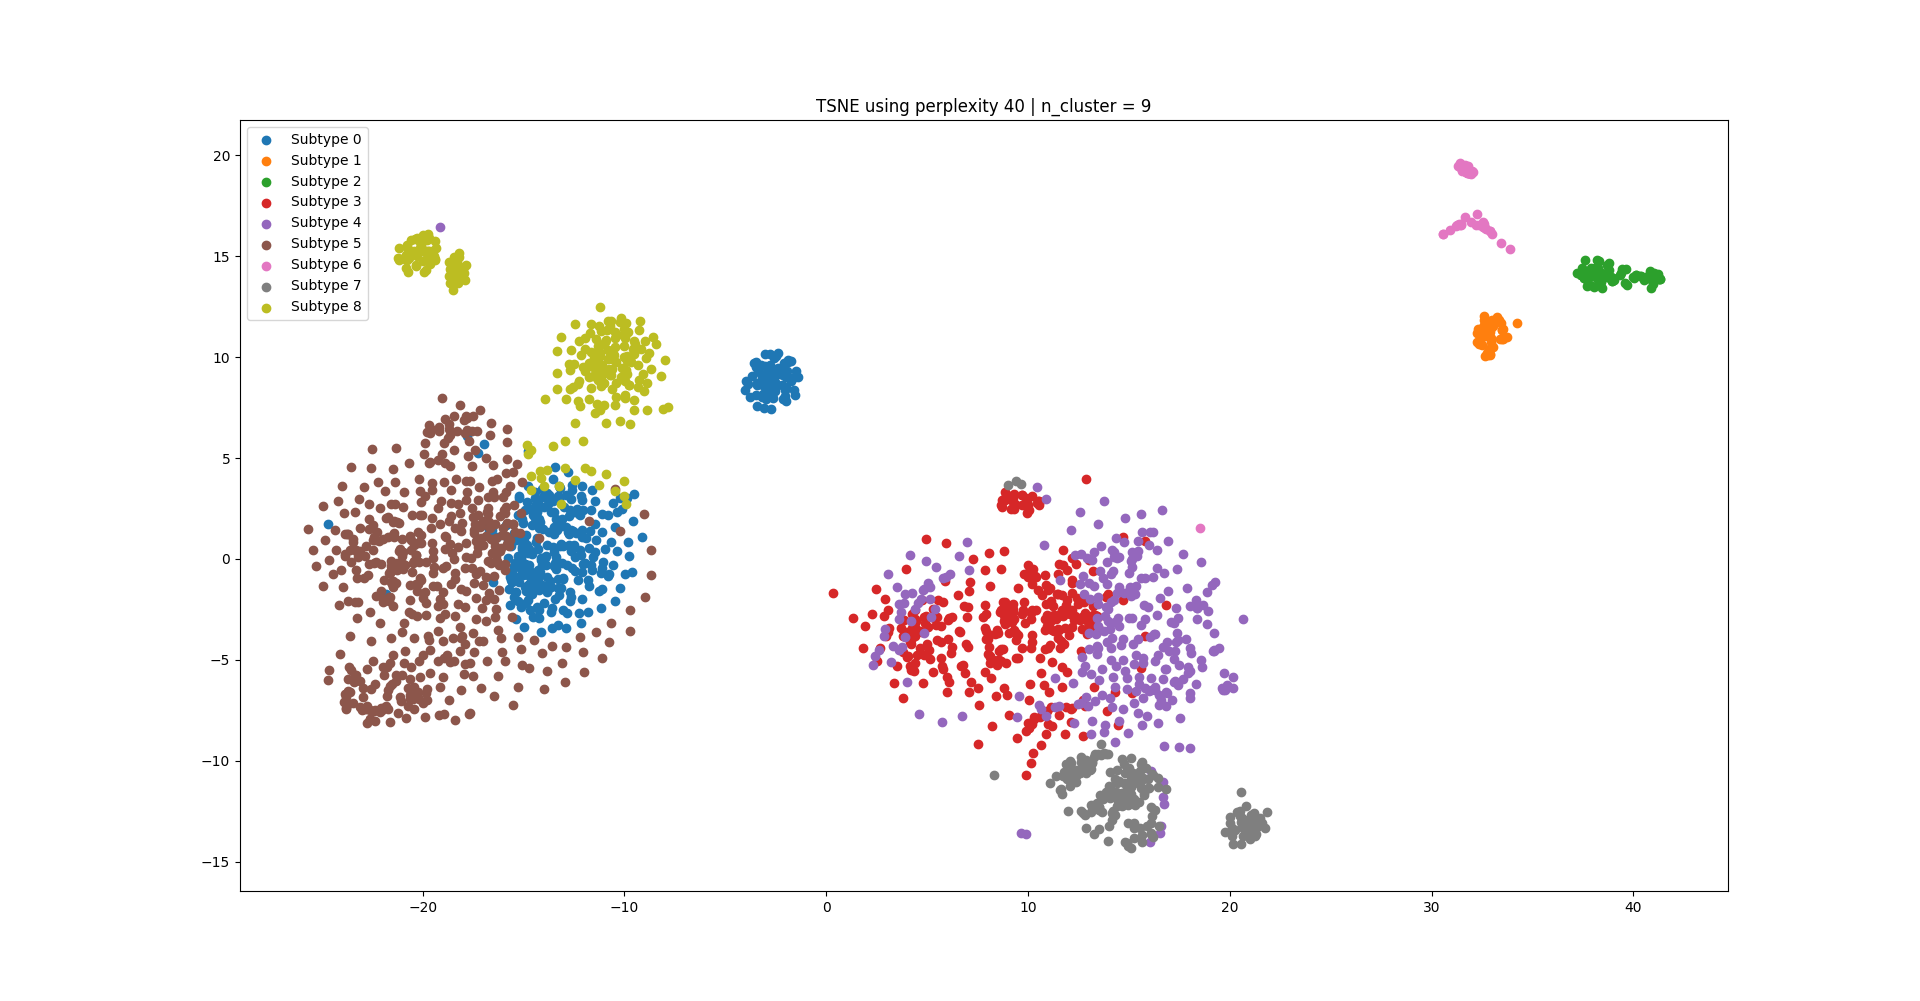 TSNE using perplexity 40 | n_cluster = 9
Subtype 0
Subtype 1
Subtype 2
Subtype 3
Subtype 4
Subtype 5
Subtype 6
Subtype 7
Subtype 8
20
15
10
5
0
−5
−10
−15
−20 −10 0 10 20 30 40